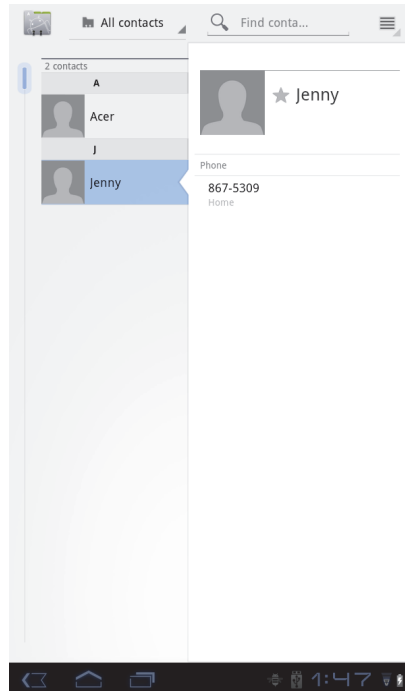 All contacts
Find conta...
2 contacts
A
Acer
J
Jenny
Jenny
Phone
867-5309
Home
1:47